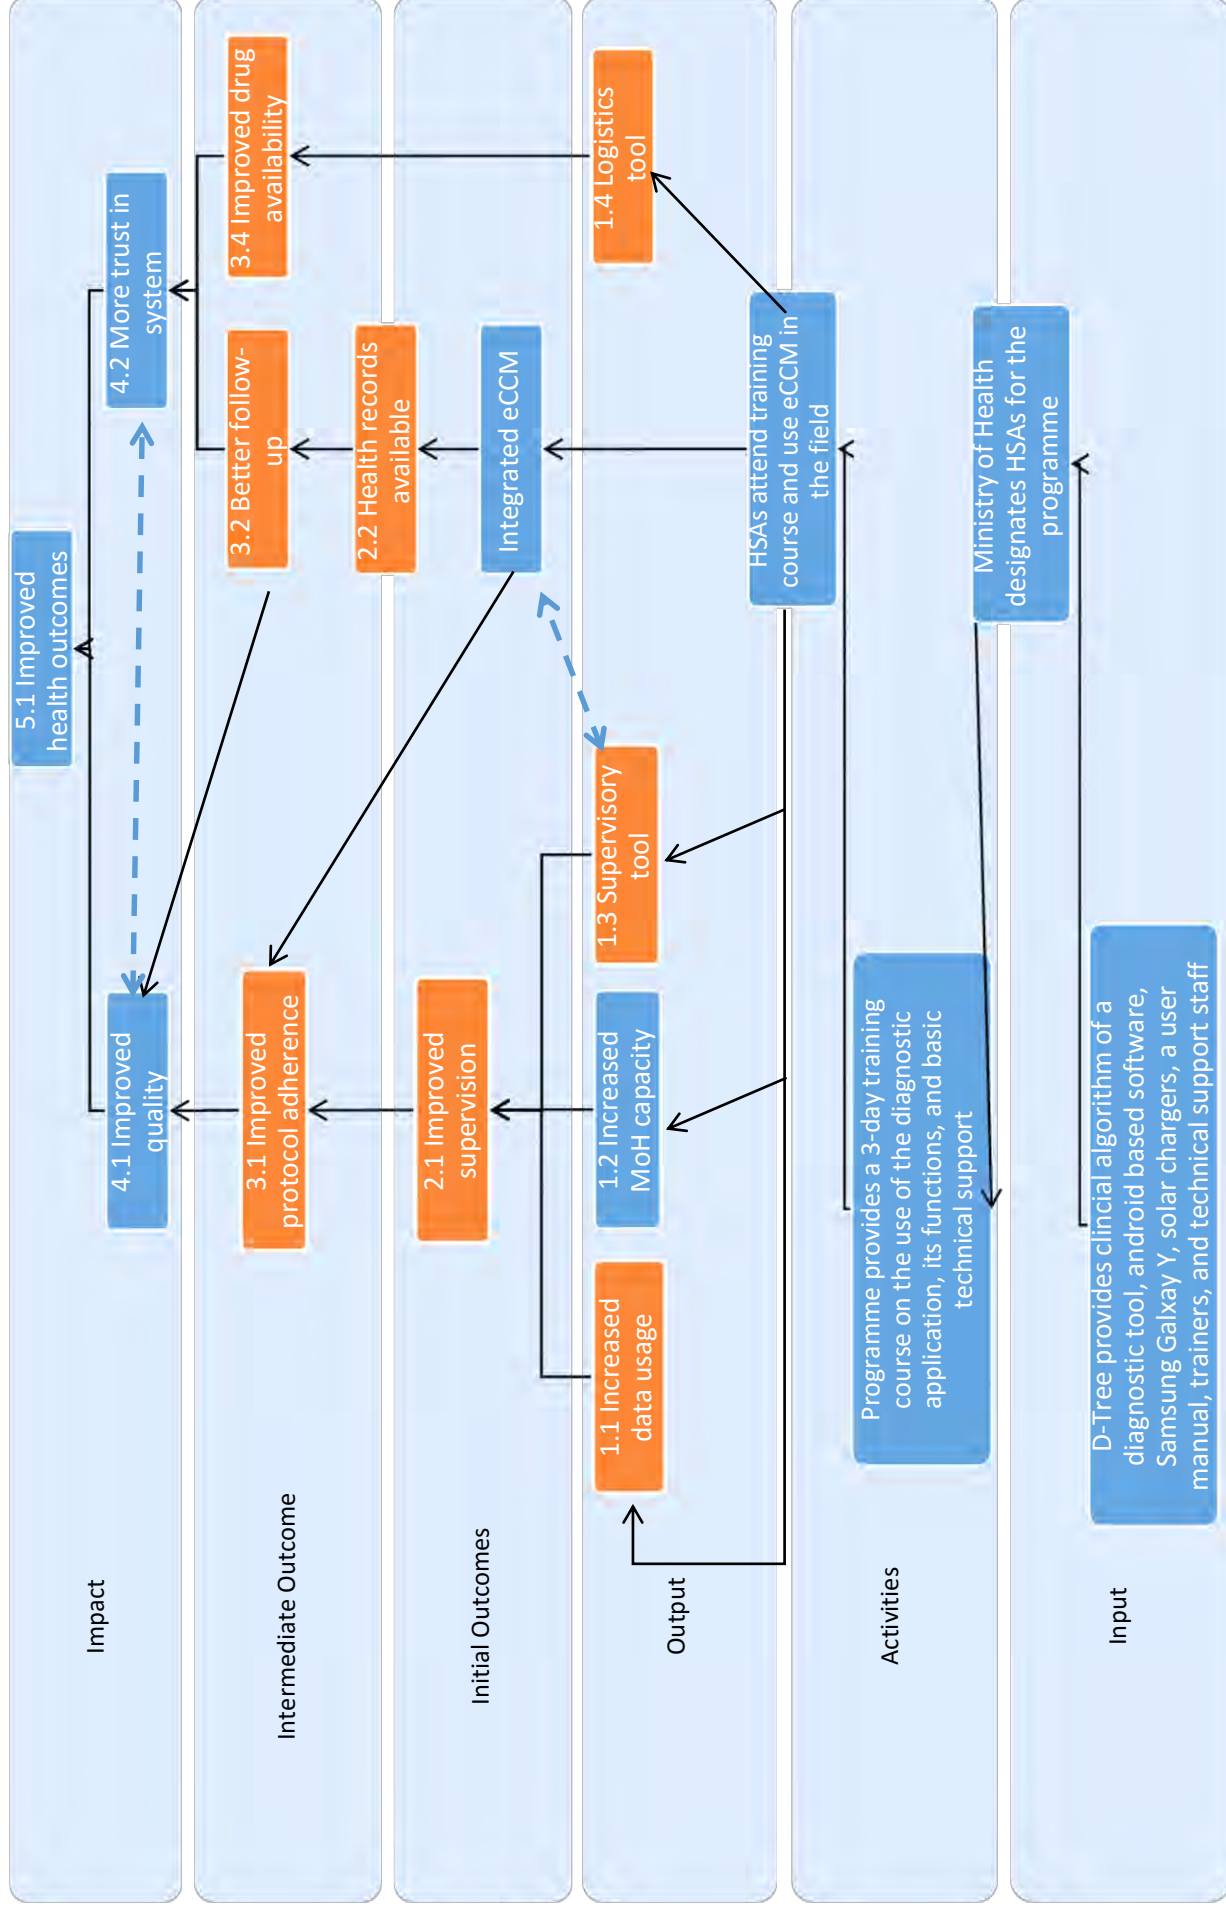 Impact
4.1 Improved
quality
5.1 Improved
health outcomes
4.2 More trust in
system
Intermediate Outcome
3.1 Improved
protocol adherence
3.2 Better follow-
up
3.4 Improved drug
availability
2.2 Health records
available
Initial Outcomes
2.1 Improved
supervision
Integrated eCCM
Output
1.1 Increased
data usage
1.2 Increased
MoH capacity
1.3 Supervisory
tool
1.4 Logistics
tool
HSAs attend training
course and use eCCM in
the field
Activities
Programme provides a 3-day training
course on the use of the diagnostic
application, its functions, and basic
technical support
Ministry of Health
designates HSAs for the
programme
Input
D-Tree provides clincial algorithm of a
diagnostic tool, android based software,
Samsung Galxay Y, solar chargers, a user
manual, trainers, and technical support staff